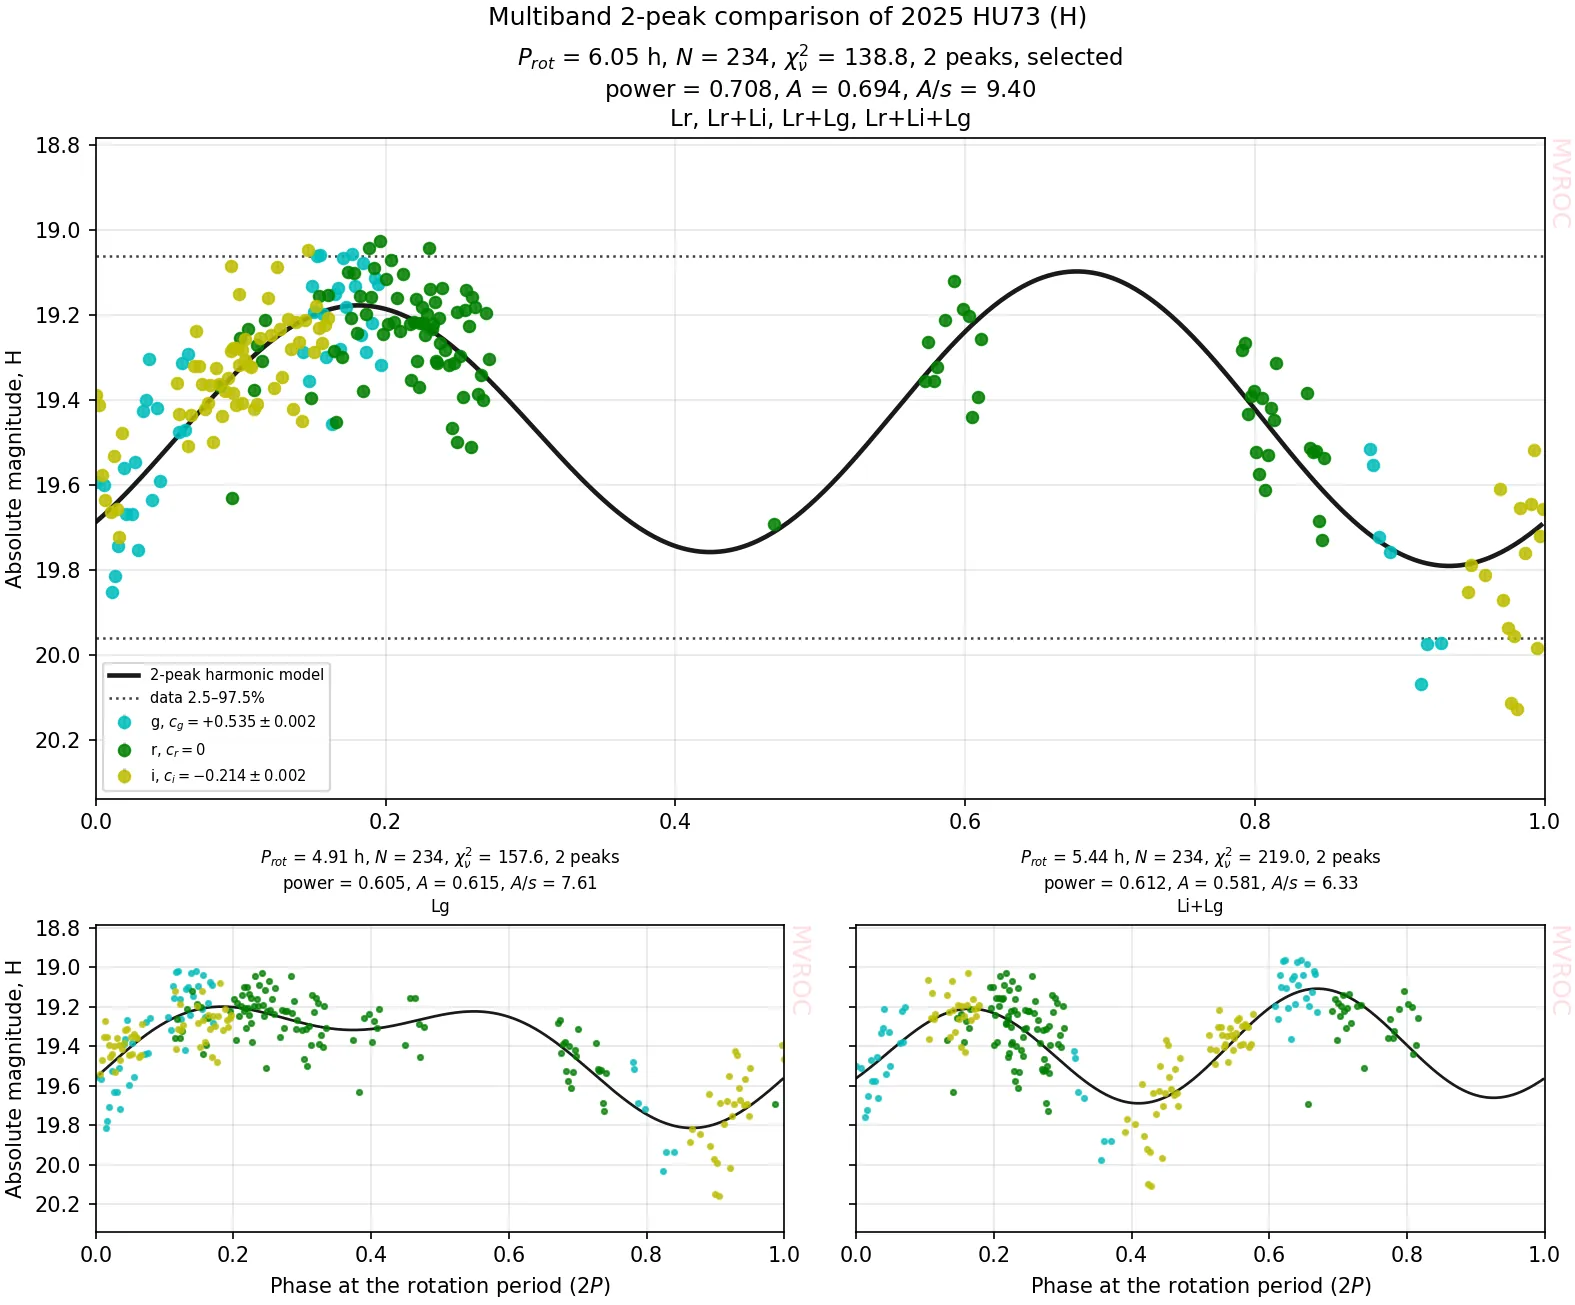 Multiband 2-peak comparison of 2025 HU73 (H)
P_rot = 6.05 h, N = 234, χ²_ν = 138.8, 2 peaks, selected
power = 0.708, A = 0.694, A/s = 9.40
Lr, Lr+Li, Lr+Lg, Lr+Li+Lg
18.8
19.0
19.2
19.4
19.6
19.8
20.0
20.2
Absolute magnitude, H
MVROC
2-peak harmonic model
data 2.5–97.5%
g, c_g = +0.535 ± 0.002
r, c_r = 0
i, c_i = −0.214 ± 0.002
0.0 0.2 0.4 0.6 0.8 1.0
P_rot = 4.91 h, N = 234, χ²_ν = 157.6, 2 peaks
power = 0.605, A = 0.615, A/s = 7.61
Lg
18.8
19.0
19.2
19.4
19.6
19.8
20.0
20.2
Absolute magnitude, H
MVROC
0.0 0.2 0.4 0.6 0.8 1.0
Phase at the rotation period (2P)
P_rot = 5.44 h, N = 234, χ²_ν = 219.0, 2 peaks
power = 0.612, A = 0.581, A/s = 6.33
Li+Lg
MVROC
0.0 0.2 0.4 0.6 0.8 1.0
Phase at the rotation period (2P)